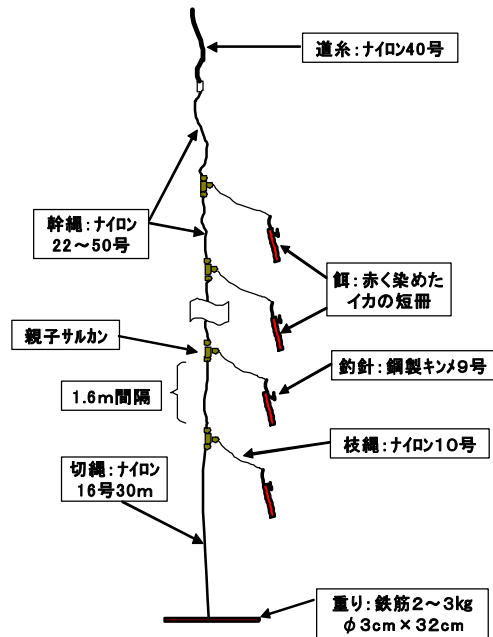 道糸：ナイロン40号
幹縄：ナイロン
22～50号
餌：赤く染めた
イカの短冊
親子サルカン
釣針：鋼製キンメ9号
1.6m間隔
枝縄：ナイロン10号
切縄：ナイロン
16号30m
重り：鉄筋2～3kg
φ3cm×32cm